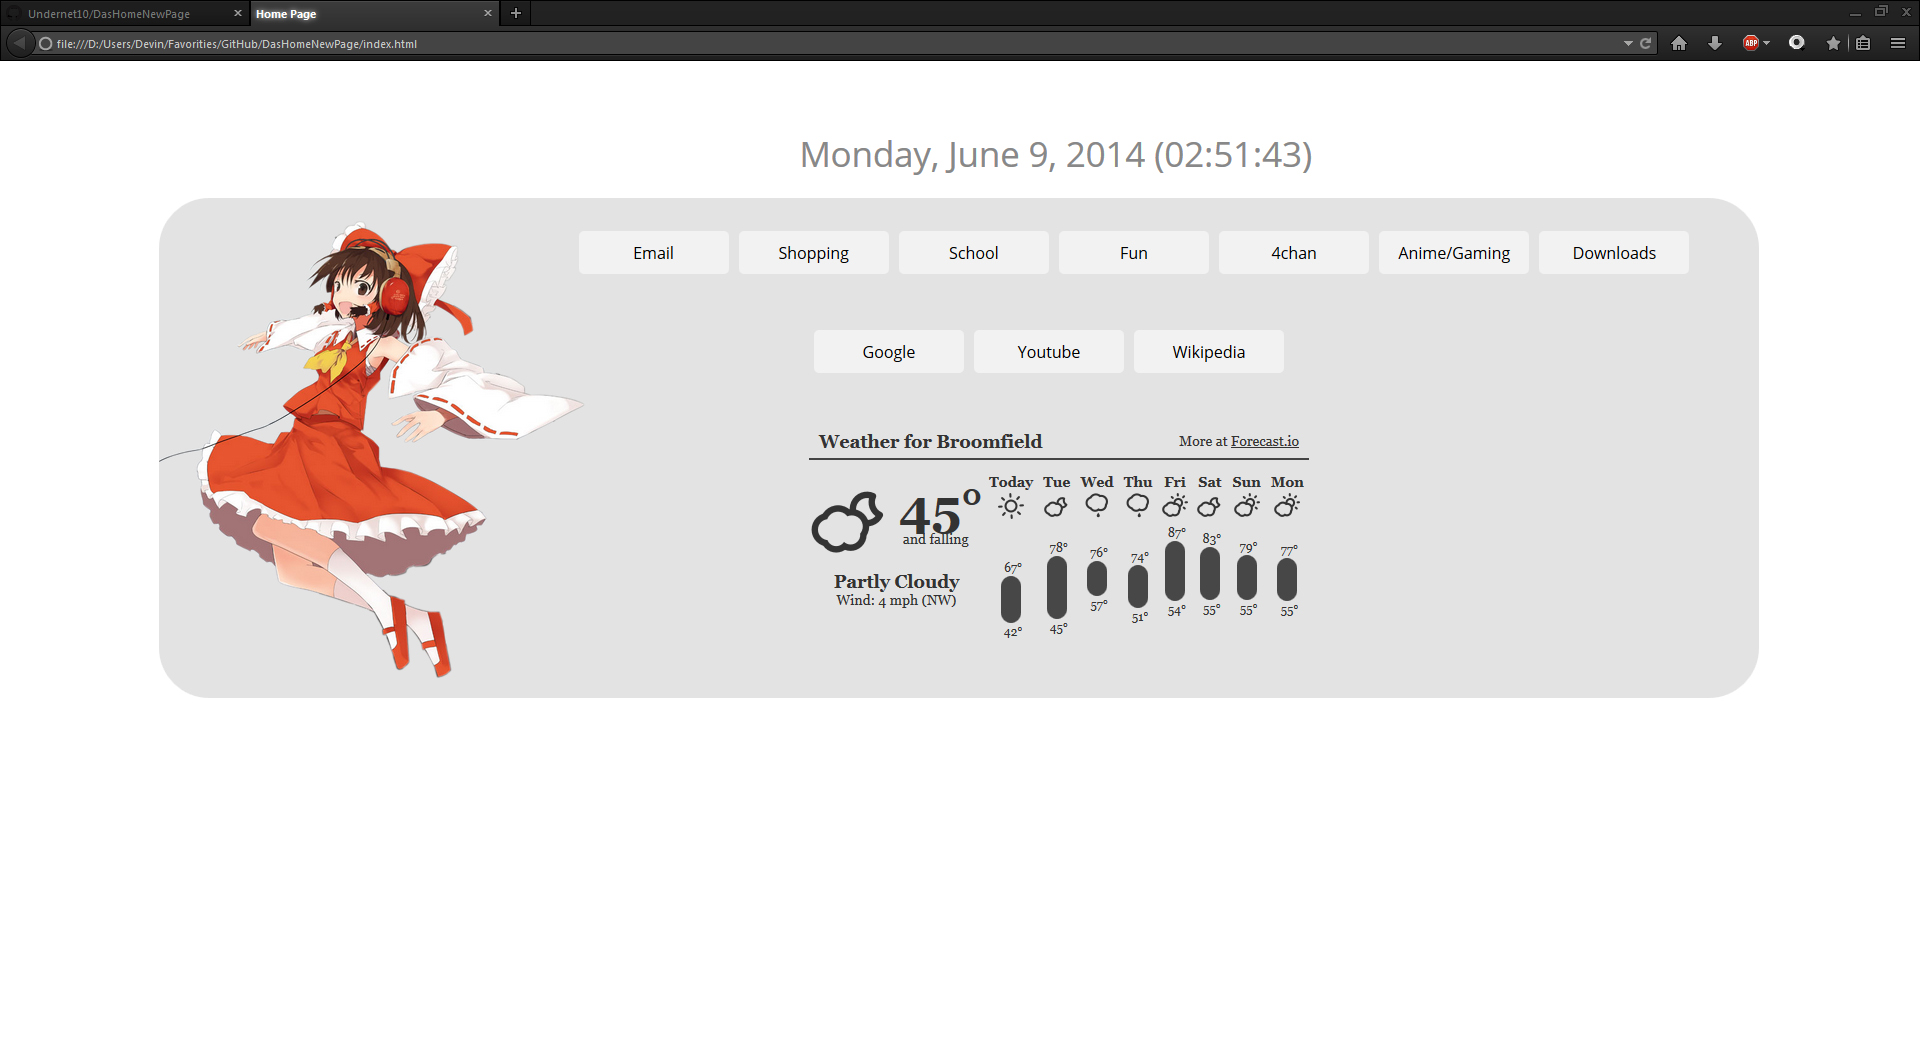 Undernet10/DasHomeNewPage
Home Page
file:///D:/Users/Devin/Favorities/GitHub/DasHomeNewPage/index.html
ABP
Monday, June 9, 2014 (02:51:43)
Email Shopping School Fun 4chan Anime/Gaming Downloads
Google Youtube Wikipedia
Weather for Broomfield More at Forecast.io
Today Tue Wed Thu Fri Sat Sun Mon
45°
and falling
Partly Cloudy
Wind: 4 mph (NW)
67° 78° 76° 74° 87° 83° 79° 77°
42° 45° 57° 51° 54° 55° 55° 55°